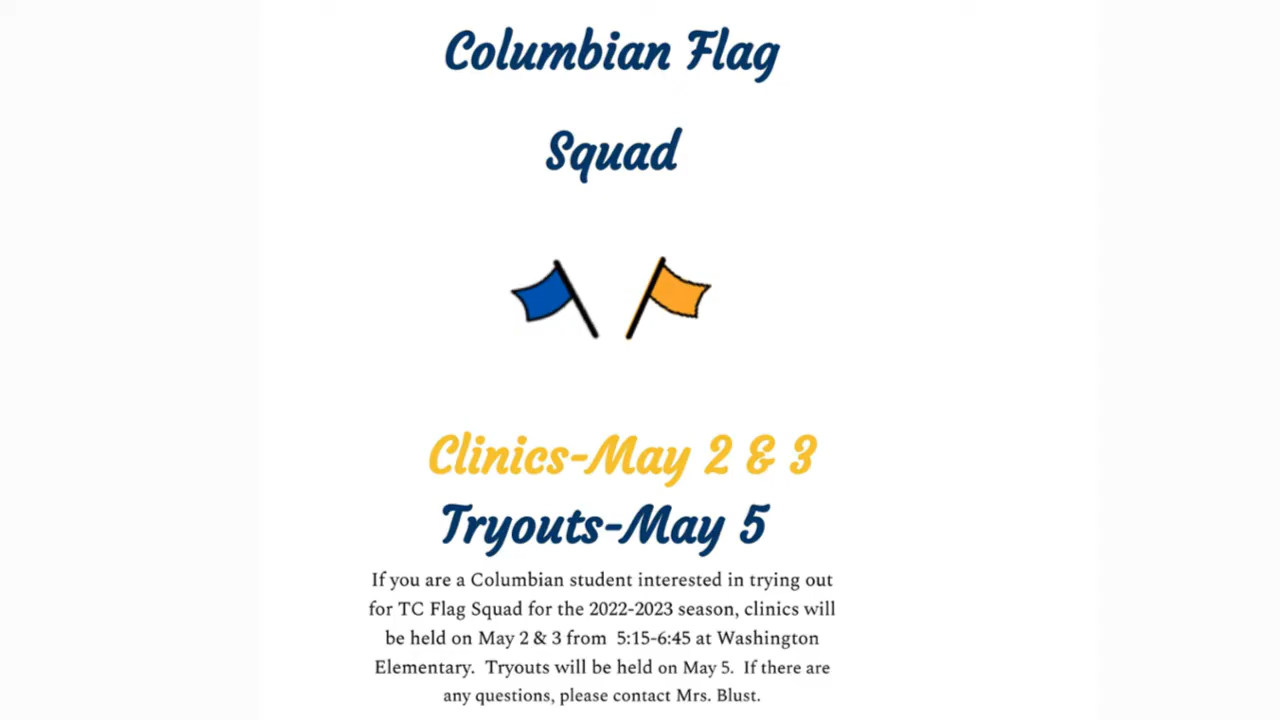 Columbian Flag
Squad
Clinics-May 2 & 3
Tryouts-May 5
If you are a Columbian student interested in trying out
for TC Flag Squad for the 2022-2023 season, clinics will
be held on May 2 & 3 from  5:15-6:45 at Washington
Elementary.  Tryouts will be held on May 5.  If there are
any questions, please contact Mrs. Blust.